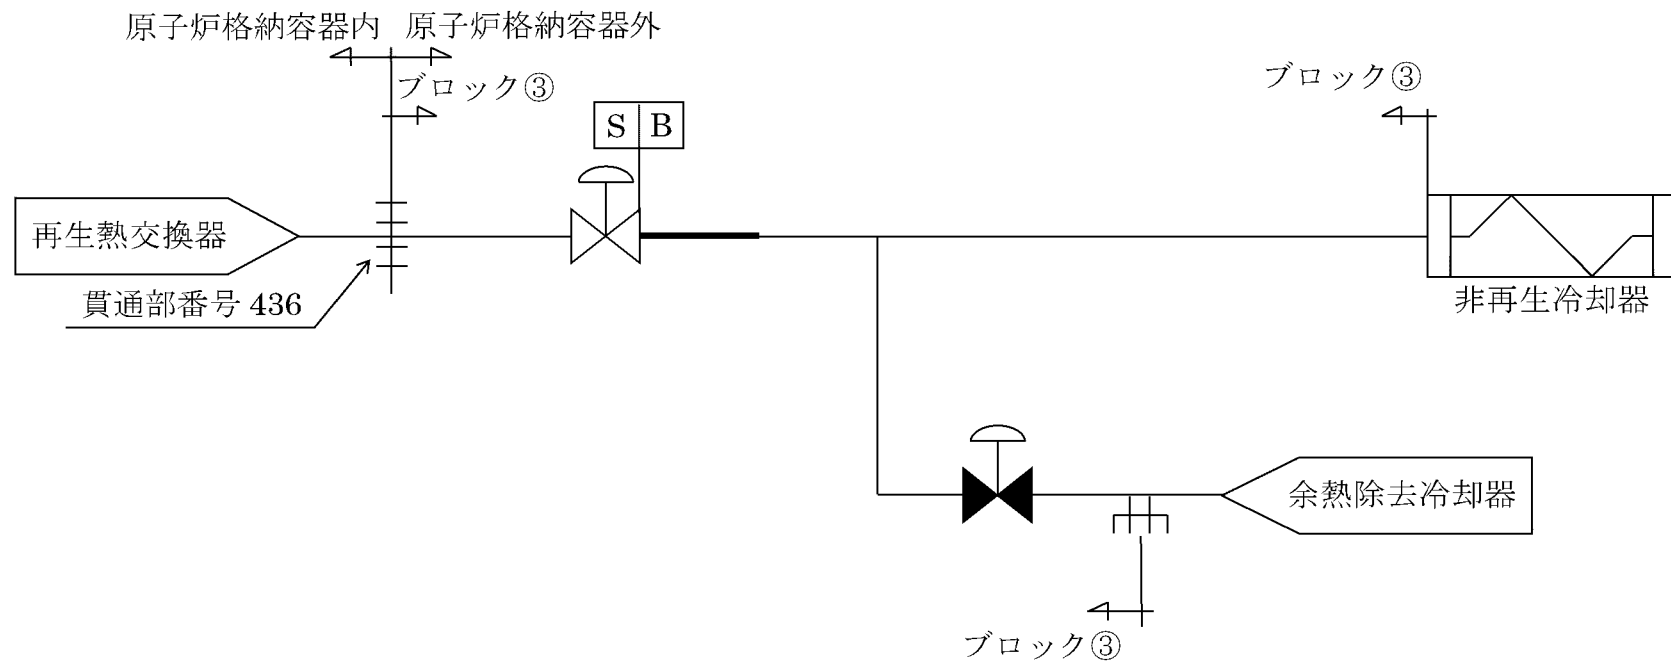 原子炉格納容器内 原子炉格納容器外
ブロック③
ブロック③
S B
再生熱交換器
貫通部番号 436
非再生冷却器
余熱除去冷却器
ブロック③